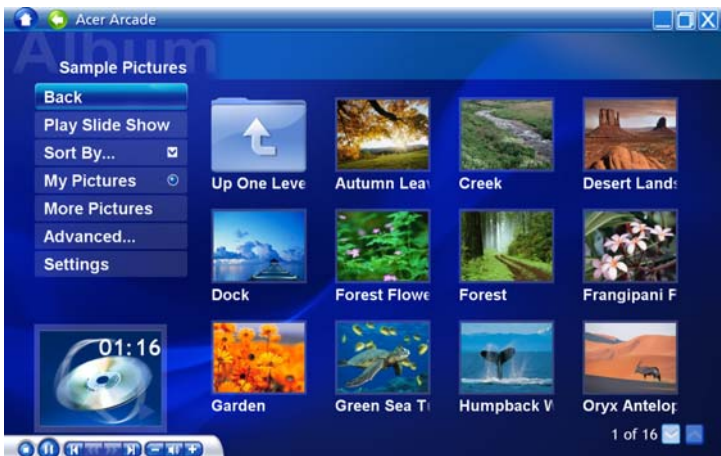 Acer Arcade
Album
Sample Pictures
Back
Play Slide Show
Sort By...
My Pictures
More Pictures
Advanced...
Settings
Up One Leve
Autumn Lea
Creek
Desert Lands
Dock
Forest Flowe
Forest
Frangipani F
Garden
Green Sea T
Humpback W
Oryx Antelop
01:16
1 of 16